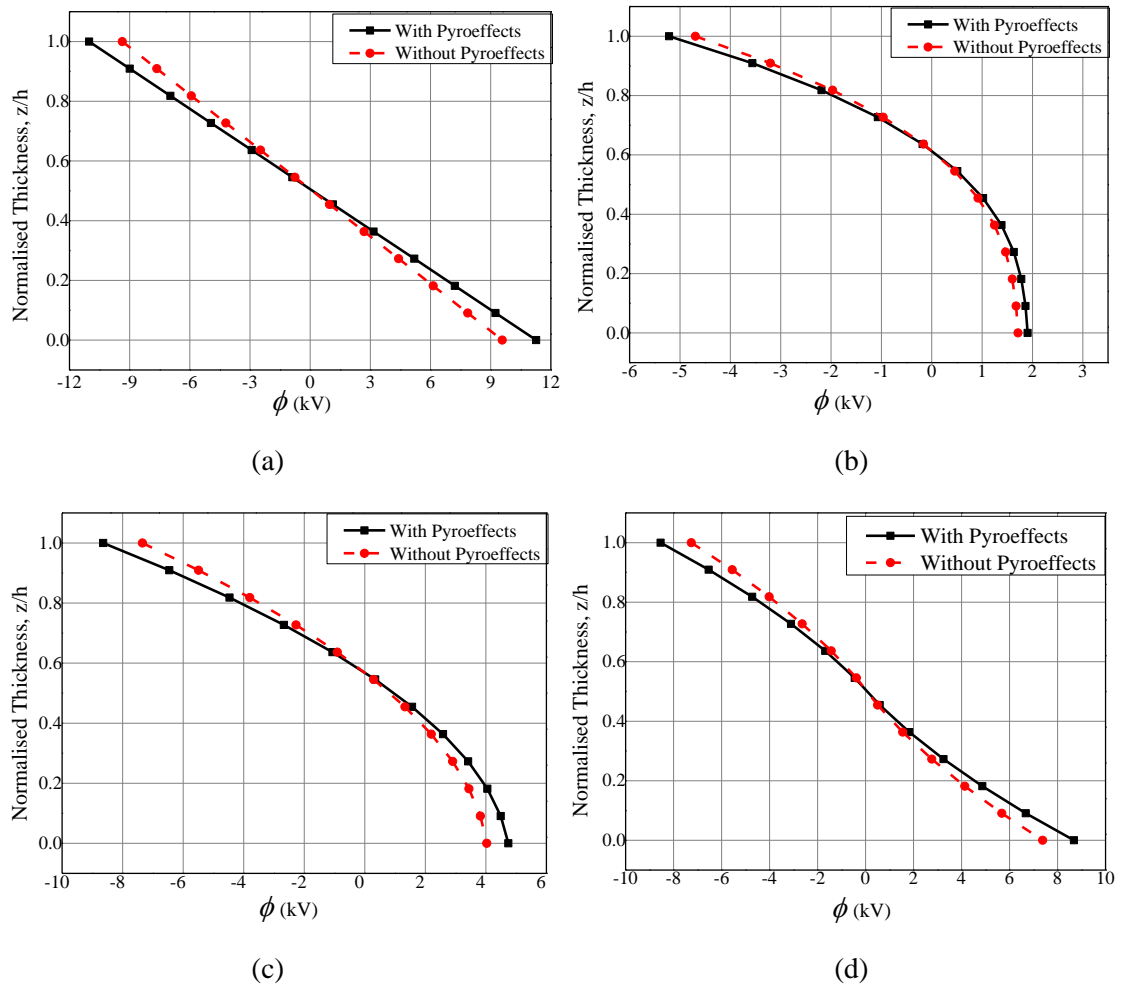 With Pyroeffects
Without Pyroeffects
1.0
0.8
0.6
0.4
0.2
0.0
Normalised Thickness, z/h
-12 -9 -6 -3 0 3 6 9 12
ϕ (kV)
(a)
With Pyroeffects
Without Pyroeffects
1.0
0.8
0.6
0.4
0.2
0.0
Normalised Thickness, z/h
-6 -5 -4 -3 -2 -1 0 1 2 3
ϕ (kV)
(b)
With Pyroeffects
Without Pyroeffects
1.0
0.8
0.6
0.4
0.2
0.0
Normalised Thickness, z/h
-10 -8 -6 -4 -2 0 2 4 6
ϕ (kV)
(c)
With Pyroeffects
Without Pyroeffects
1.0
0.8
0.6
0.4
0.2
0.0
Normalised Thickness, z/h
-10 -8 -6 -4 -2 0 2 4 6 8 10
ϕ (kV)
(d)